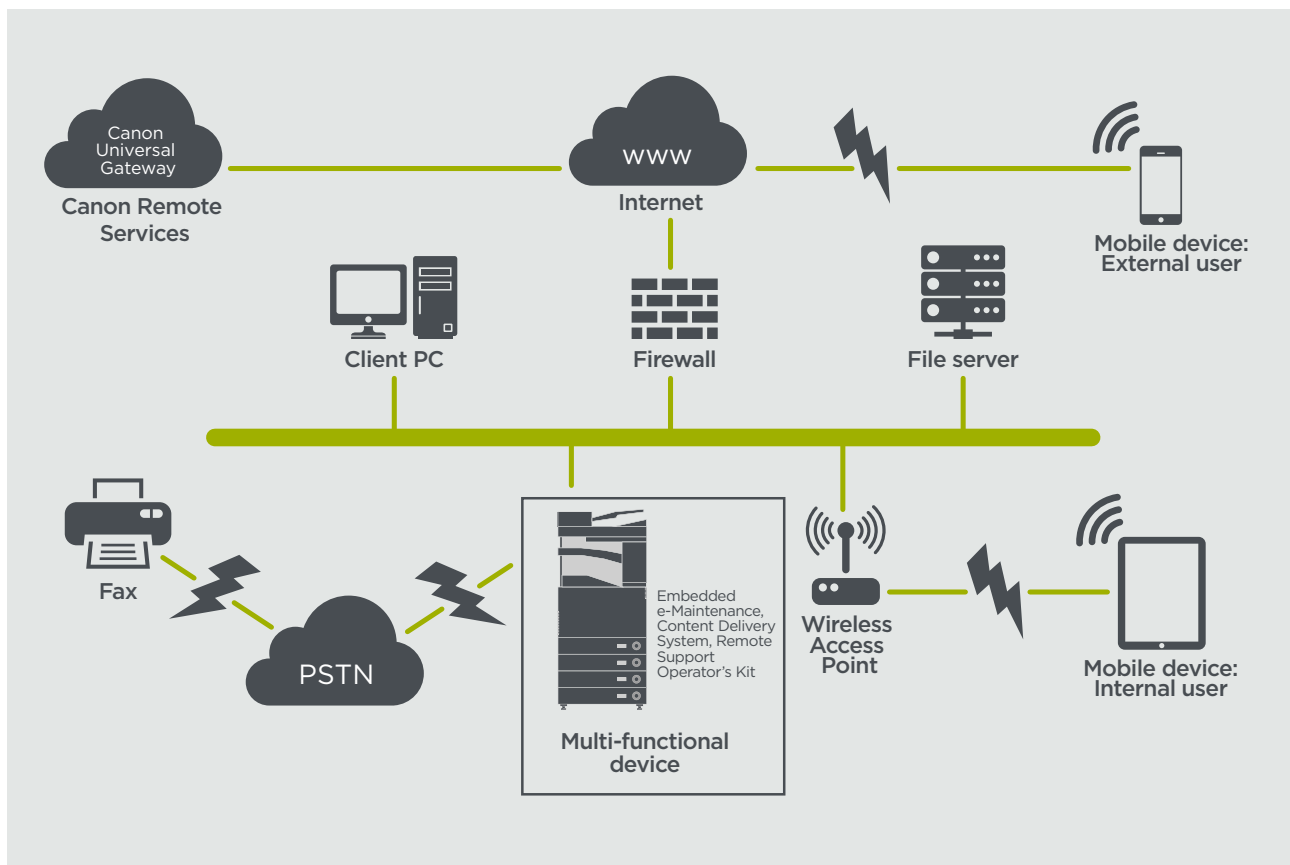 Canon
Universal
Gateway
Canon Remote
Services
www
Internet
Mobile device:
External user
Client PC
Firewall
File server
Fax
PSTN
Embedded
e-Maintenance,
Content Delivery
System, Remote
Support
Operator's Kit
Multi-functional
device
Wireless
Access
Point
Mobile device:
Internal user